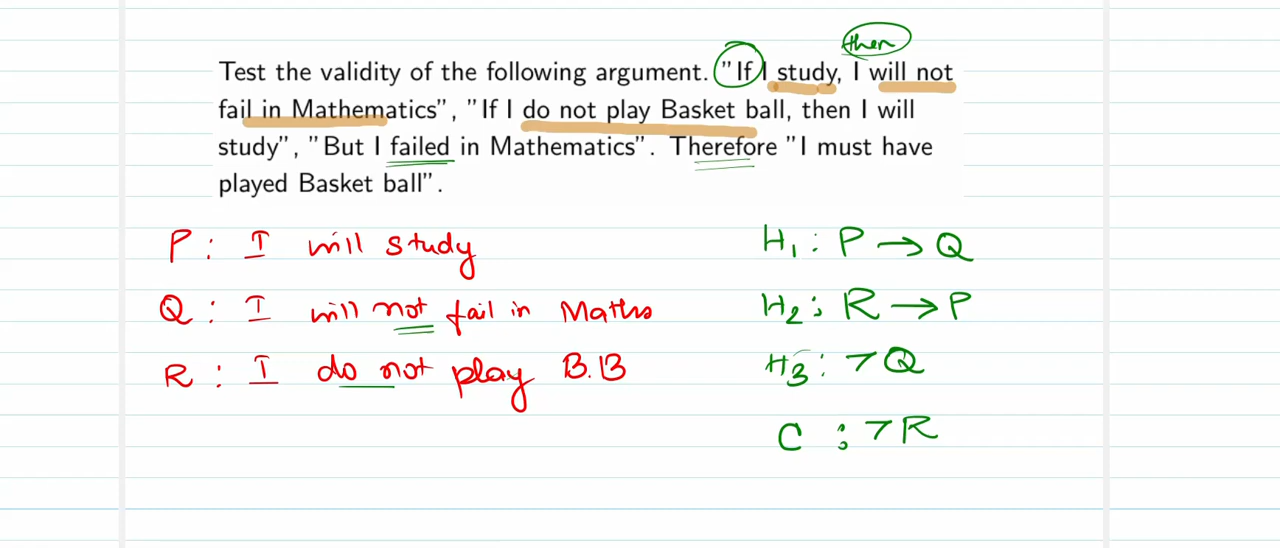 then
Test the validity of the following argument. "If I study, I will not
fail in Mathematics", "If I do not play Basket ball, then I will
study", "But I failed in Mathematics". Therefore "I must have
played Basket ball".
P : I will study
H1 : P → Q
Q : I will not fail in Maths
H2 : R → P
R : I do not play B.B
H3 : ㄱQ
C : ㄱR